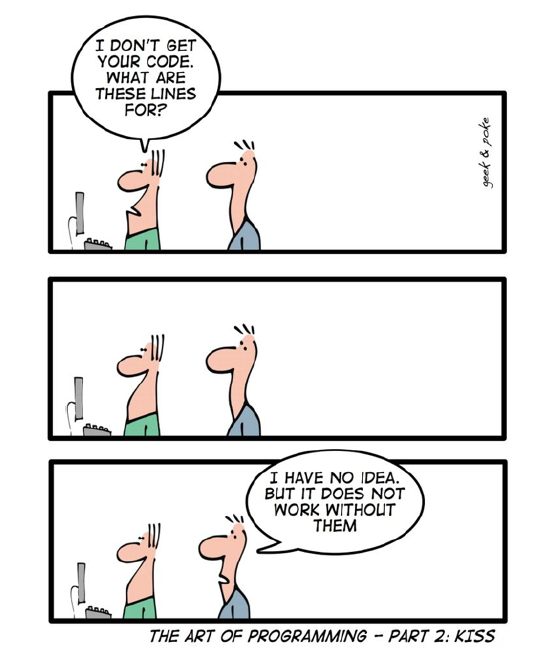 I DON'T GET
YOUR CODE.
WHAT ARE
THESE LINES
FOR?
geek & poke
I HAVE NO IDEA.
BUT IT DOES NOT
WORK WITHOUT
THEM
THE ART OF PROGRAMMING - PART 2: KISS